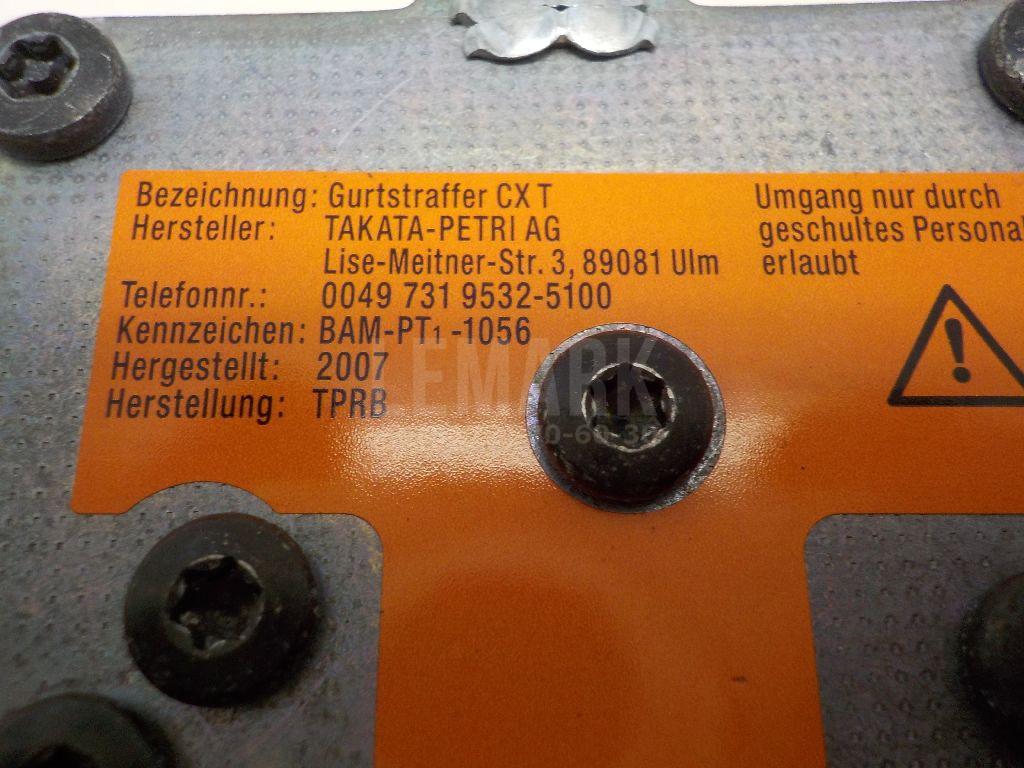 Bezeichnung: Gurtstraffer CX T
Hersteller: TAKATA-PETRI AG
Lise-Meitner-Str. 3, 89081 Ulm
Telefonnr.: 0049 731 9532-5100
Kennzeichen: BAM-PT₁-1056
Hergestellt: 2007
Herstellung: TPRB
Umgang nur durch
geschultes Personal
erlaubt
LEMARK